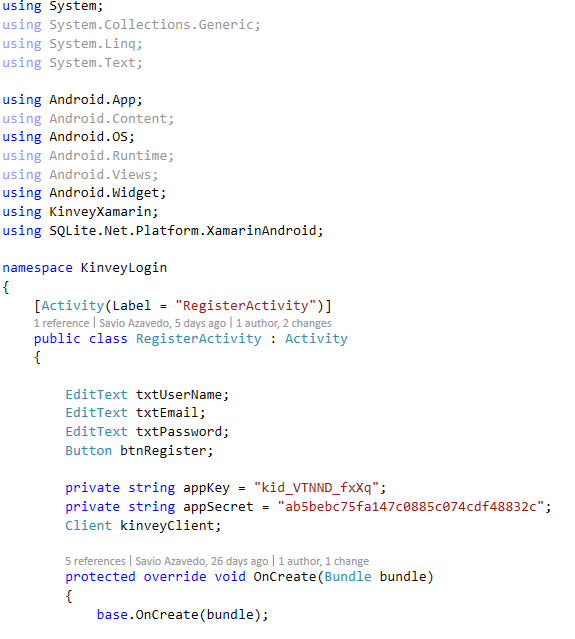 using System;
using System.Collections.Generic;
using System.Linq;
using System.Text;
using Android.App;
using Android.Content;
using Android.OS;
using Android.Runtime;
using Android.Views;
using Android.Widget;
using KinveyXamarin;
using SQLite.Net.Platform.XamarinAndroid;
namespace KinveyLogin
{
[Activity(Label = "RegisterActivity")]
1 reference | Savio Azavedo, 5 days ago | 1 author, 2 changes
public class RegisterActivity : Activity
{
EditText txtUserName;
EditText txtEmail;
EditText txtPassword;
Button btnRegister;
private string appKey = "kid_VTNND_fxXq";
private string appSecret = "ab5bebc75fa147c0885c074cdf48832c";
Client kinveyClient;
5 references | Savio Azavedo, 26 days ago | 1 author, 1 change
protected override void OnCreate(Bundle bundle)
{
base.OnCreate(bundle);